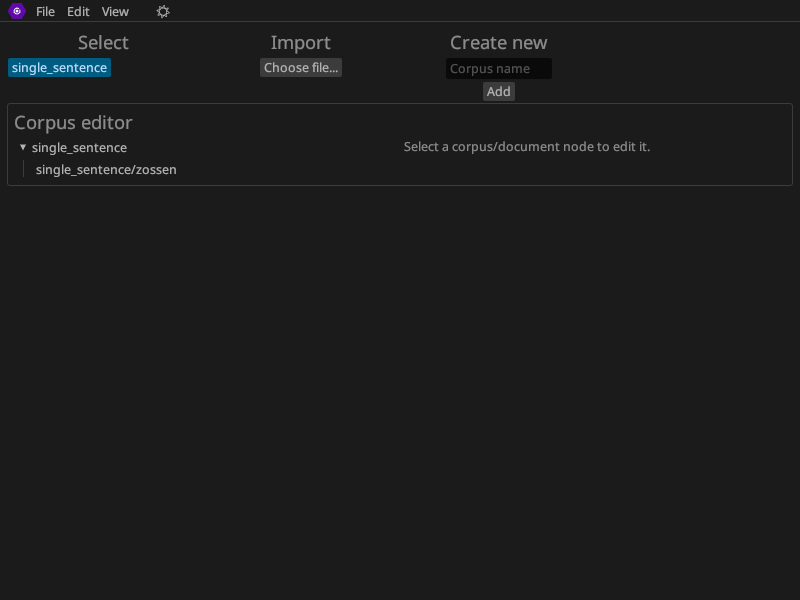 File Edit View
Select Import Create new
single_sentence Choose file... Corpus name
Add
Corpus editor
single_sentence Select a corpus/document node to edit it.
single_sentence/zossen